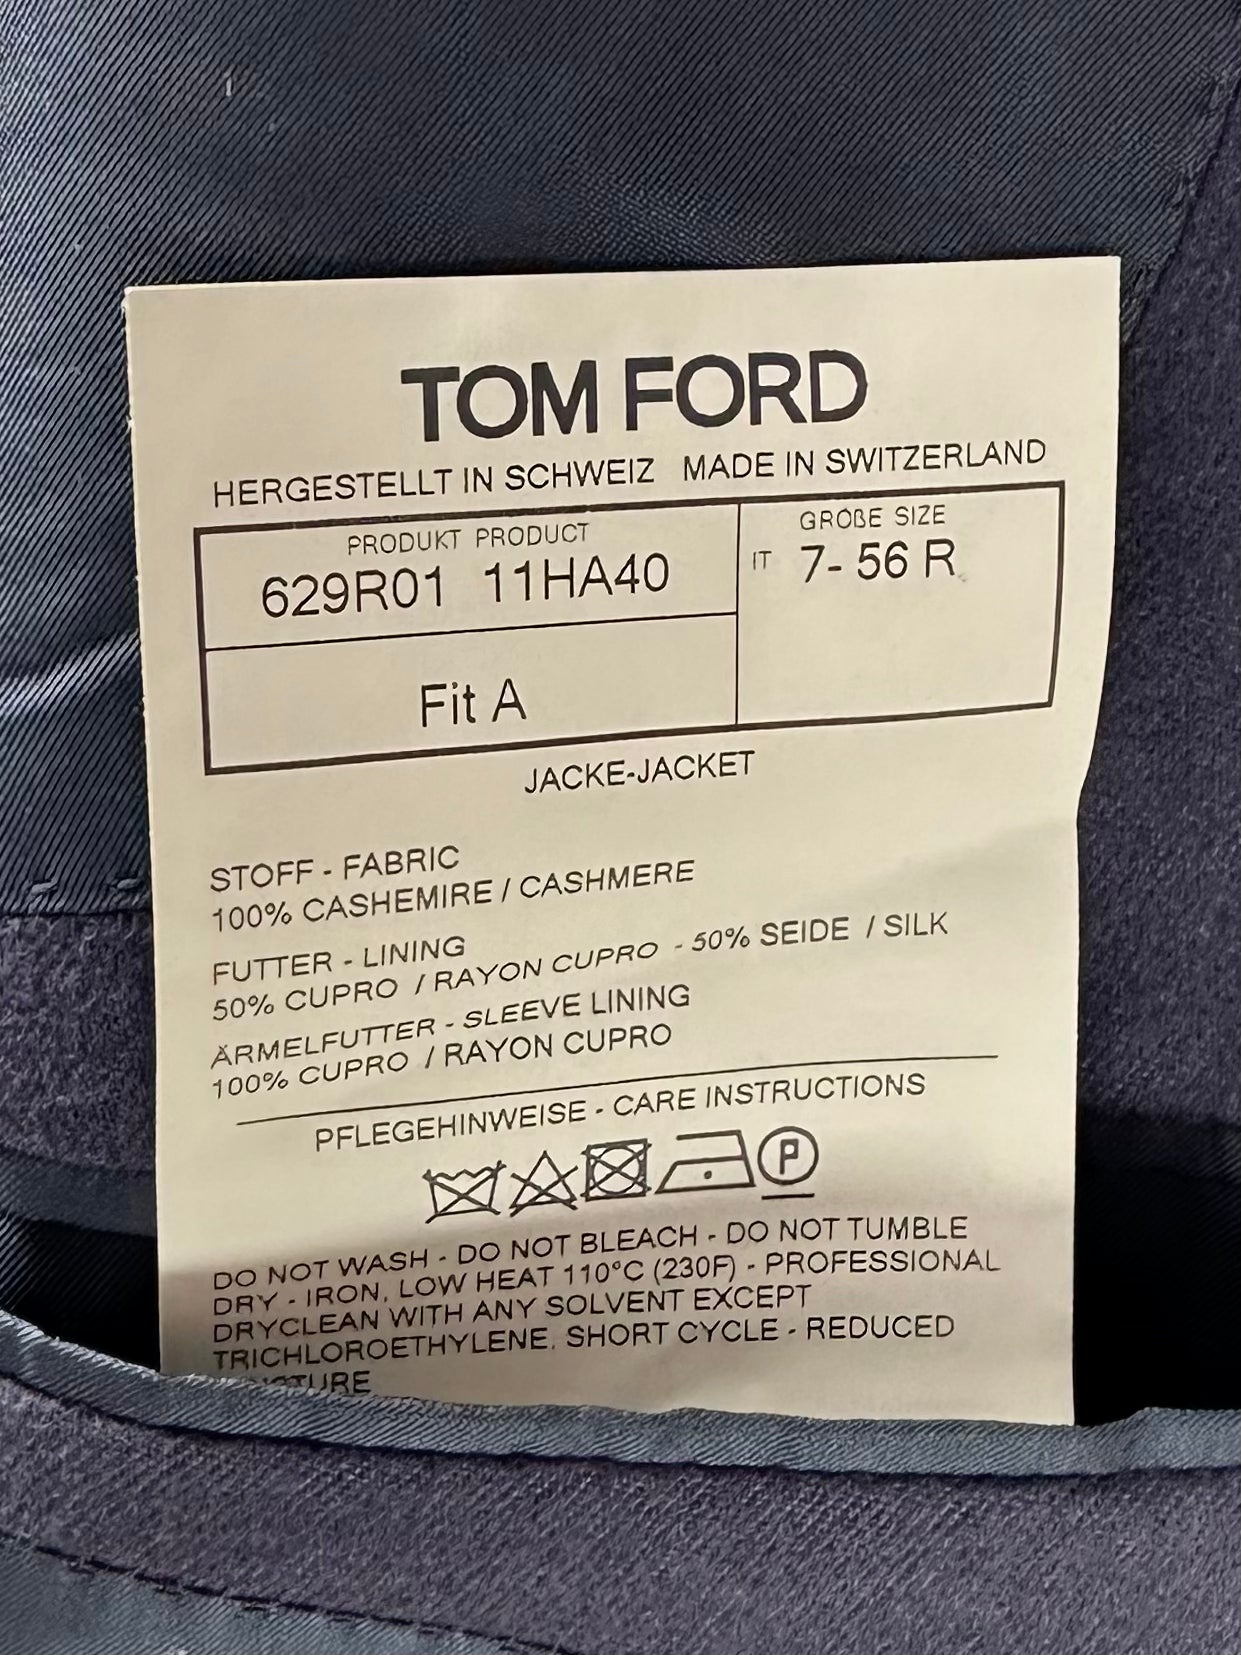 TOM FORD
HERGESTELLT IN SCHWEIZ MADE IN SWITZERLAND
PRODUKT PRODUCT
629R01 11HA40
GRÖBE SIZE
IT 7- 56 R
Fit A
JACKE-JACKET
STOFF - FABRIC
100% CASHEMIRE / CASHMERE
FUTTER - LINING
50% CUPRO / RAYON CUPRO - 50% SEIDE / SILK
ÄRMELFUTTER - SLEEVE LINING
100% CUPRO / RAYON CUPRO
PFLEGEHINWEISE - CARE INSTRUCTIONS
P
DO NOT WASH - DO NOT BLEACH - DO NOT TUMBLE
DRY - IRON, LOW HEAT 110°C (230F) - PROFESSIONAL
DRYCLEAN WITH ANY SOLVENT EXCEPT
TRICHLOROETHYLENE, SHORT CYCLE - REDUCED